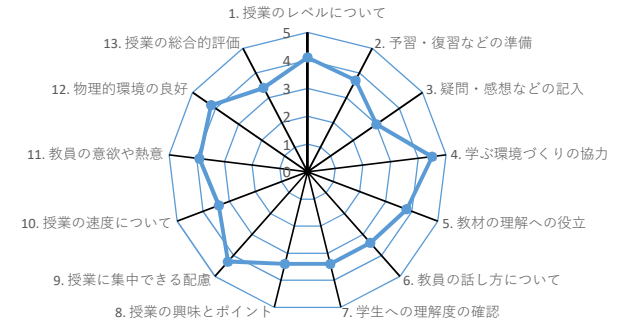 1. 授業のレベルについて
2. 予習・復習などの準備
3. 疑問・感想などの記入
4. 学ぶ環境づくりの協力
5. 教材の理解への役立
6. 教員の話し方について
7. 学生への理解度の確認
8. 授業の興味とポイント
9. 授業に集中できる配慮
10. 授業の速度について
11. 教員の意欲や熱意
12. 物理的環境の良好
13. 授業の総合的評価
5
4
3
2
1
0